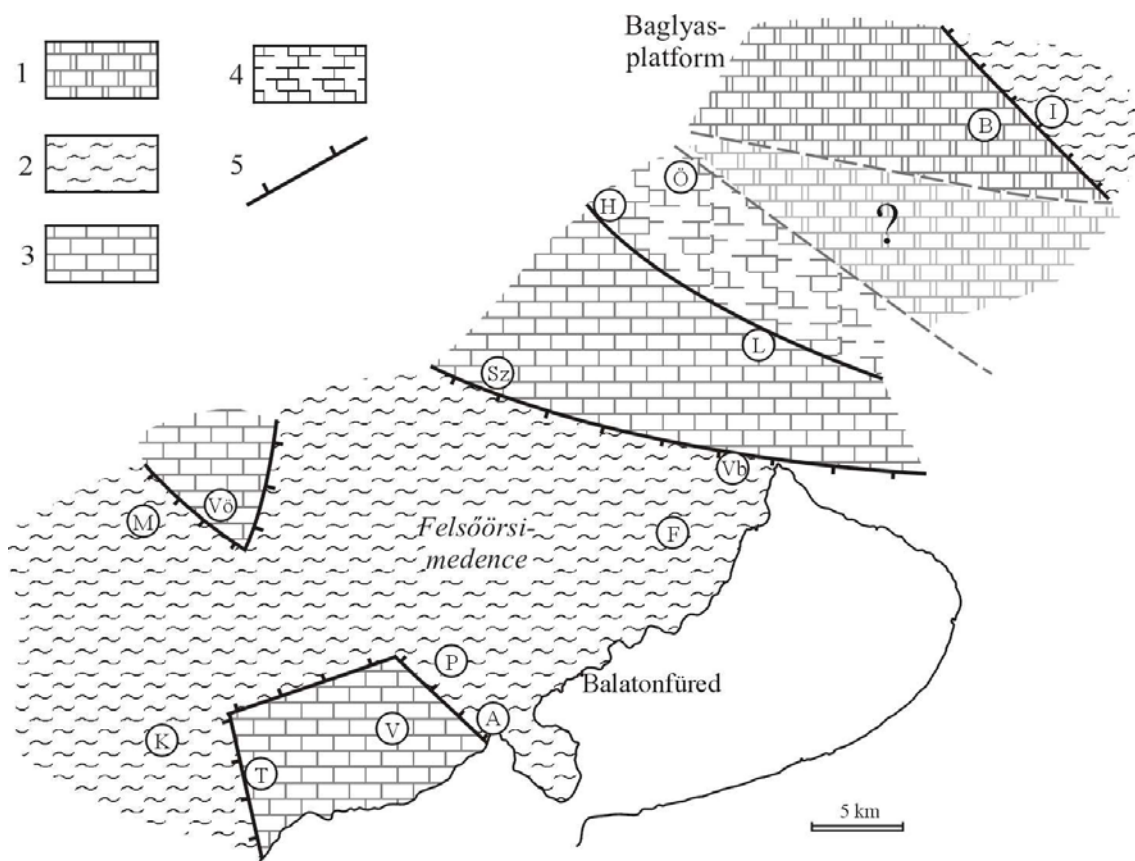 1
2
3
4
5
Baglyas-
platform
I
B
Ö
H
?
L
Sz
Vb
Vö
M
Felsőörsi-
medence
F
P
Balatonfüred
A
V
K
T
5 km